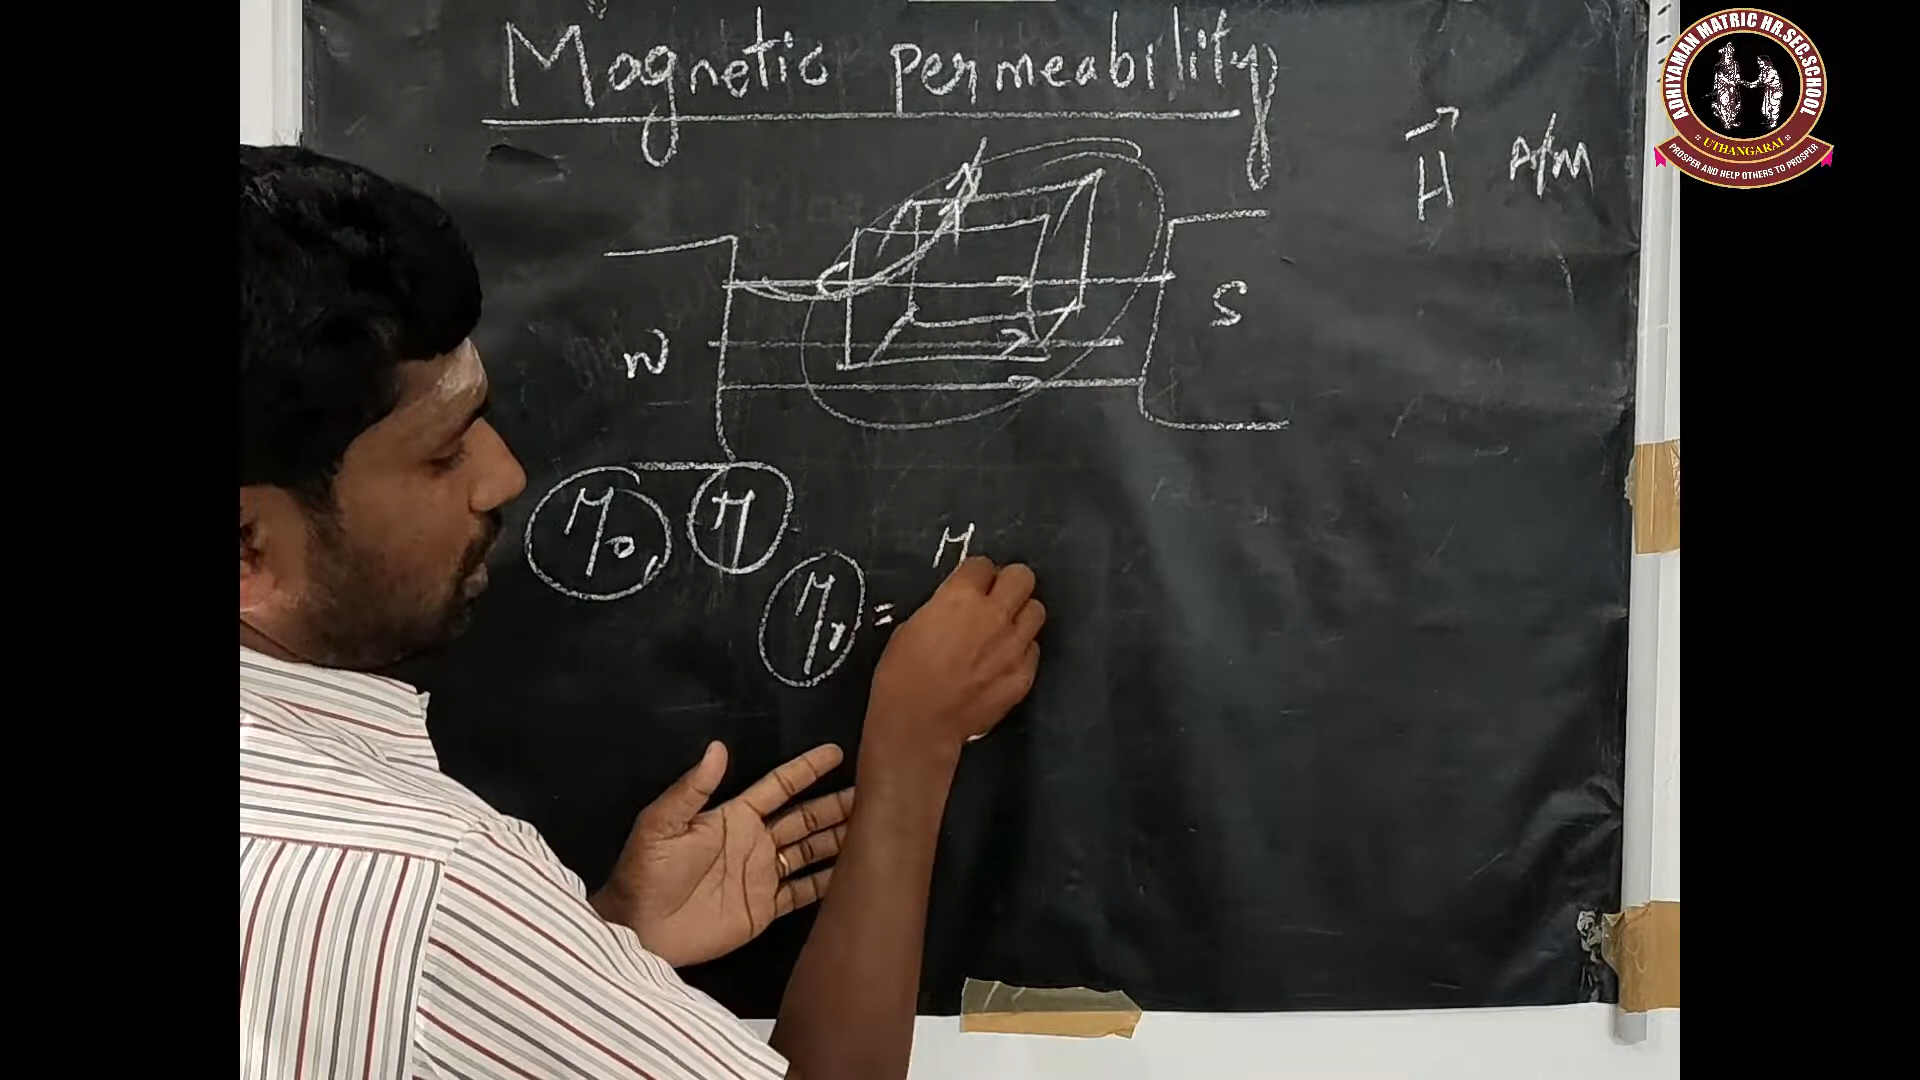 Magnetic permeability
H A/m
N S
μ₀, μ
μᵣ = μ
ADHIYAMAN MATRIC HR.SEC.SCHOOL
UTHANGARAI
PROSPER AND HELP OTHERS TO PROSPER